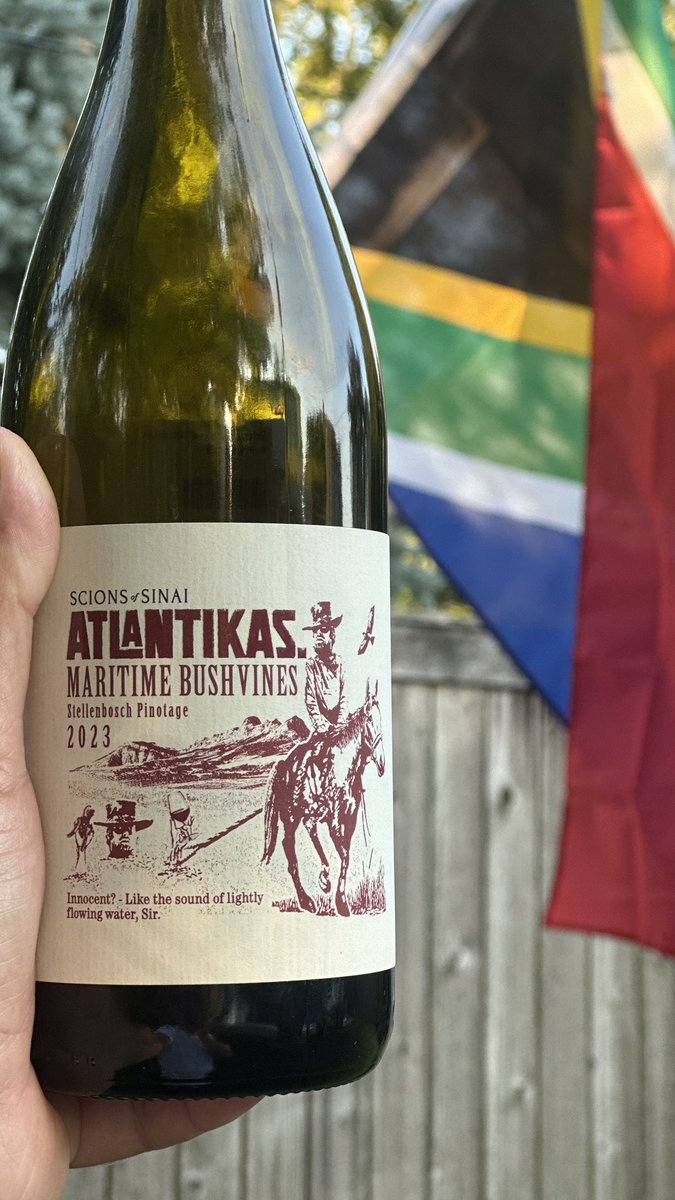 SCIONS of SINAI
ATLANTIKAS.
MARITIME BUSHVINES
Stellenbosch Pinotage
2023
Innocent? - Like the sound of lightly
flowing water, Sir.